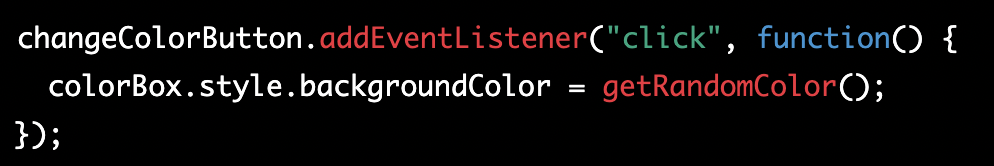 changeColorButton.addEventListener("click", function() {
  colorBox.style.backgroundColor = getRandomColor();
});